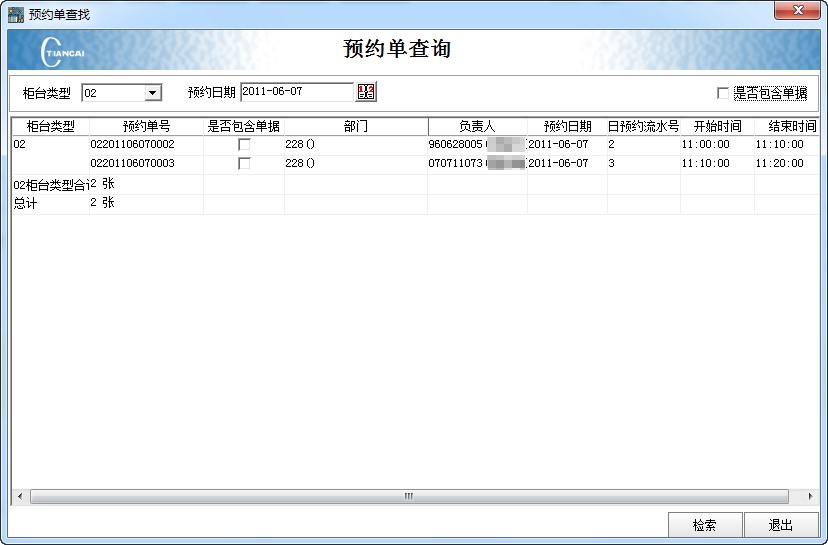 预约单查找
TIANCAI
预约单查询
柜台类型 02 预约日期 2011-06-07 是否包含单据
柜台类型 预约单号 是否包含单据 部门 负责人 预约日期 日预约流水号 开始时间 结束时间
02 02201106070002 228() 960628005 2011-06-07 2 11:00:00 11:10:00
02201106070003 228() 070711073 2011-06-07 3 11:10:00 11:20:00
02柜台类型合计 2 张
总计 2 张
检索 退出